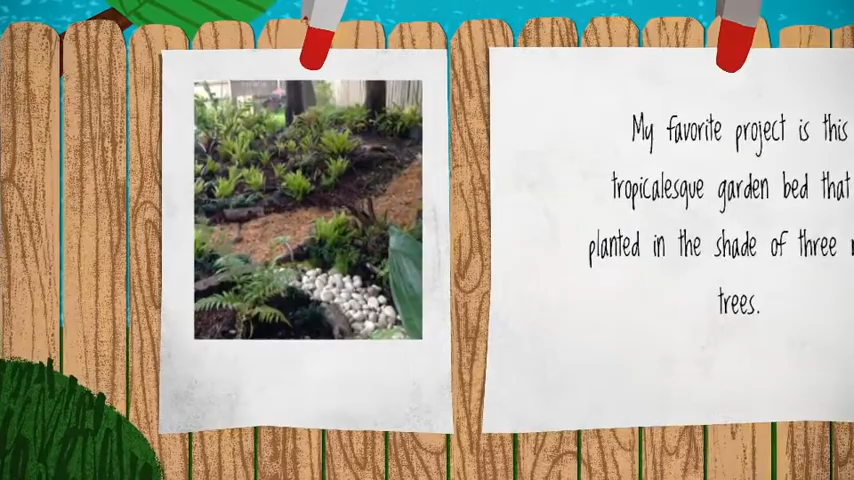 My favorite project is this
tropicalesque garden bed that
planted in the shade of three
trees.